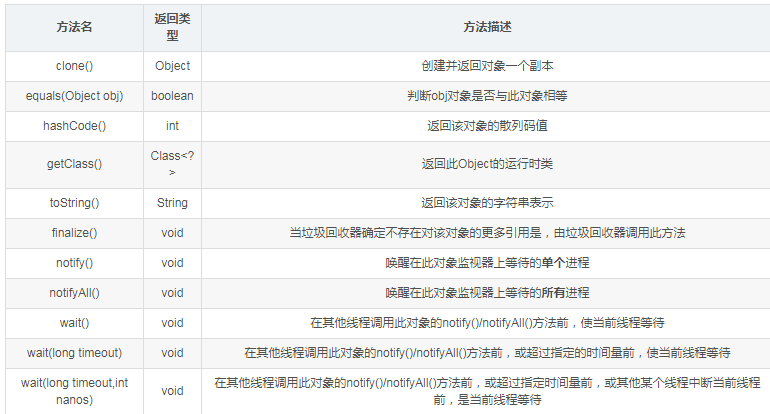 方法名 返回类型 方法描述
clone() Object 创建并返回对象一个副本
equals(Object obj) boolean 判断obj对象是否与此对象相等
hashCode() int 返回该对象的散列码值
getClass() Class<?> 返回此Object的运行时类
toString() String 返回该对象的字符串表示
finalize() void 当垃圾回收器确定不存在对该对象的更多引用是，由垃圾回收器调用此方法
notify() void 唤醒在此对象监视器上等待的单个进程
notifyAll() void 唤醒在此对象监视器上等待的所有进程
wait() void 在其他线程调用此对象的notify()/notifyAll()方法前，使当前线程等待
wait(long timeout) void 在其他线程调用此对象的notify()/notifyAll()方法前，或超过指定的时间量前，使当前线程等待
wait(long timeout,int nanos) void 在其他线程调用此对象的notify()/notifyAll()方法前，或超过指定时间量前，或其他某个线程中断当前线程前，是当前线程等待